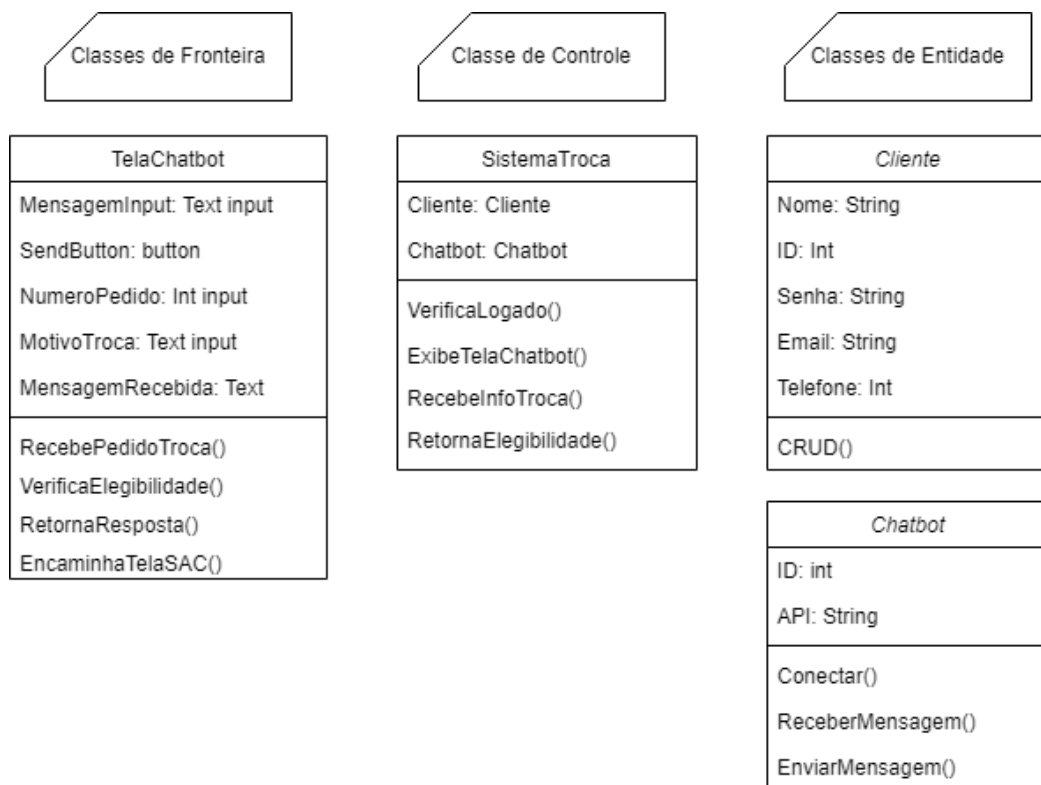 Classes de Fronteira
Classe de Controle
Classes de Entidade
TelaChatbot
MensagemInput: Text input
SendButton: button
NumeroPedido: Int input
MotivoTroca: Text input
MensagemRecebida: Text
RecebePedidoTroca()
VerificaElegibilidade()
RetornaResposta()
EncaminhaTelaSAC()
SistemaTroca
Cliente: Cliente
Chatbot: Chatbot
VerificaLogado()
ExibeTelaChatbot()
RecebeInfoTroca()
RetornaElegibilidade()
Cliente
Nome: String
ID: Int
Senha: String
Email: String
Telefone: Int
CRUD()
Chatbot
ID: int
API: String
Conectar()
ReceberMensagem()
EnviarMensagem()